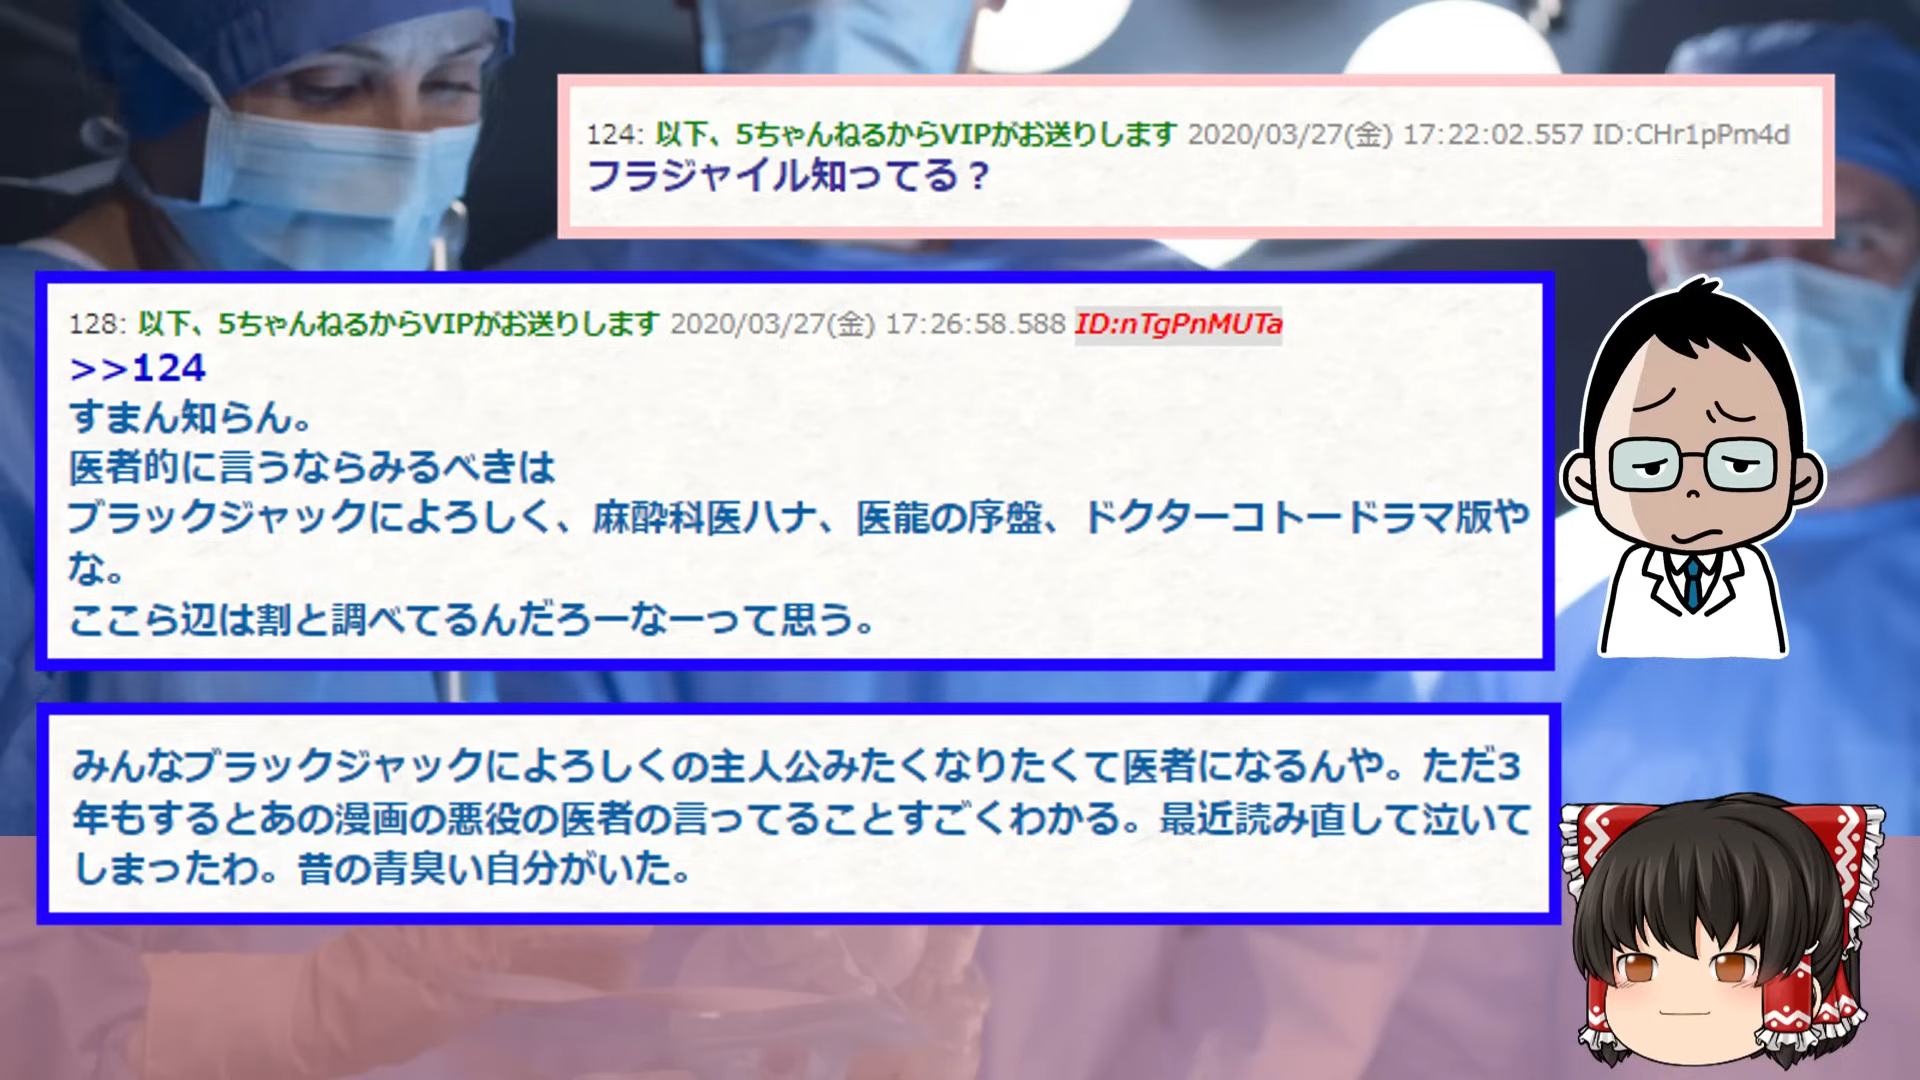 124: 以下、5ちゃんねるからVIPがお送りします 2020/03/27(金) 17:22:02.557 ID:CHr1pPm4d
フラジャイル知ってる？
128: 以下、5ちゃんねるからVIPがお送りします 2020/03/27(金) 17:26:58.588 ID:nTgPnMUTa
>>124
すまん知らん。
医者的に言うならみるべきは
ブラックジャックによろしく、麻酔科医ハナ、医龍の序盤、ドクターコトードラマ版や
な。
ここら辺は割と調べてるんだろーなーって思う。
みんなブラックジャックによろしくの主人公みたくなりたくて医者になるんや。ただ3
年もするとあの漫画の悪役の医者の言ってることすごくわかる。最近読み直して泣いて
しまったわ。昔の青臭い自分がいた。